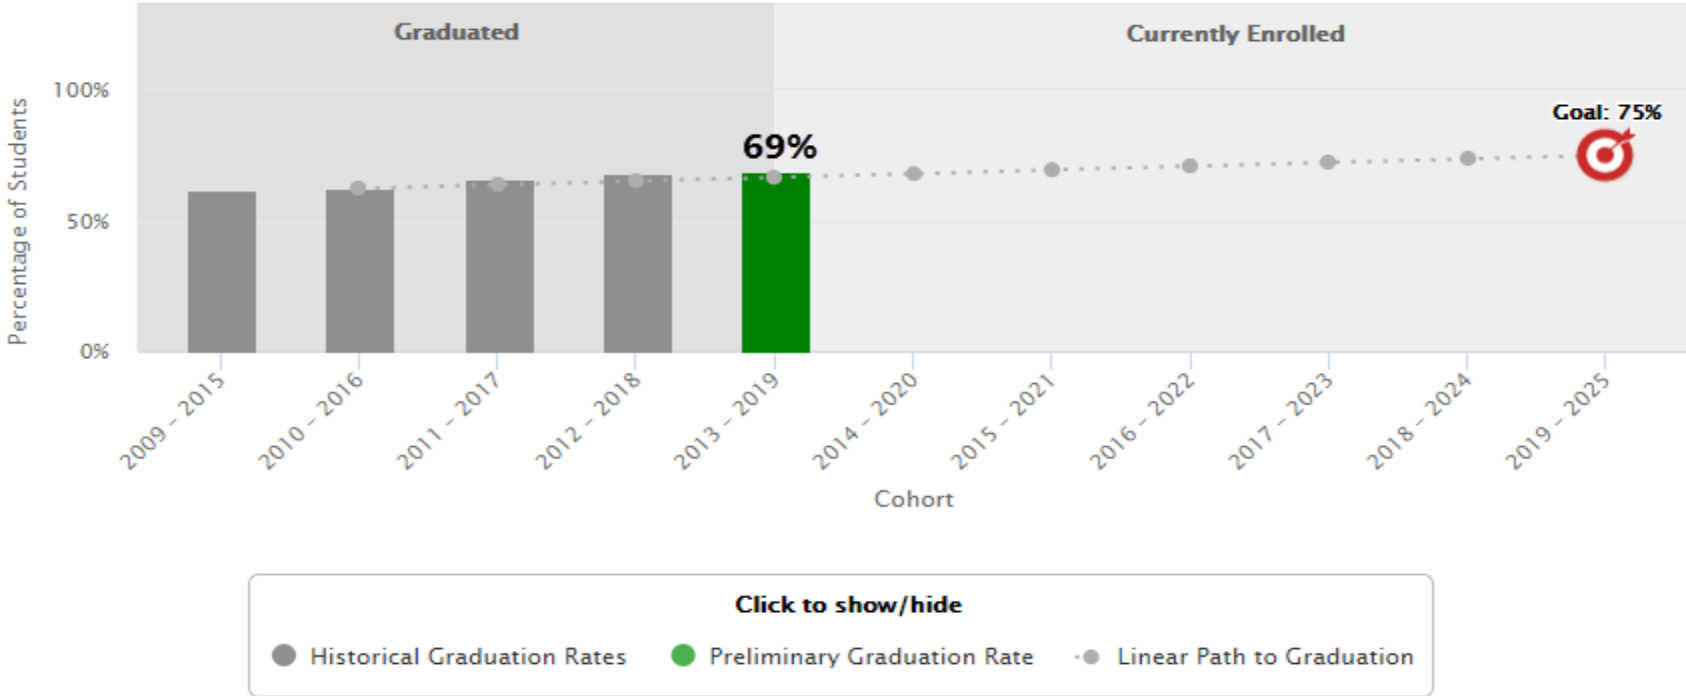 Graduated
Currently Enrolled
Percentage of Students
100%
50%
0%
69%
Goal: 75%
2009 - 2015
2010 - 2016
2011 - 2017
2012 - 2018
2013 - 2019
2014 - 2020
2015 - 2021
2016 - 2022
2017 - 2023
2018 - 2024
2019 - 2025
Cohort
Click to show/hide
Historical Graduation Rates
Preliminary Graduation Rate
Linear Path to Graduation